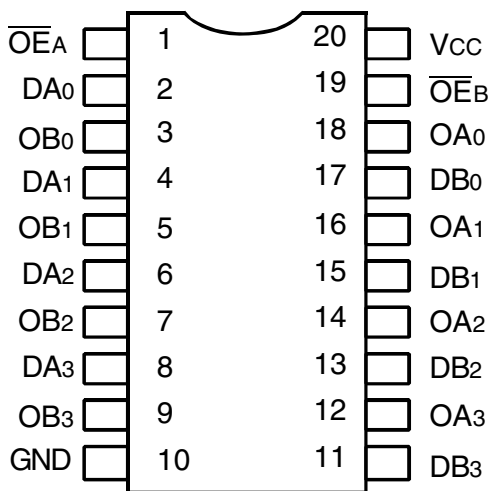 O̅E̅A 1 20 VCC
DA0 2 19 O̅E̅B
OB0 3 18 OA0
DA1 4 17 DB0
OB1 5 16 OA1
DA2 6 15 DB1
OB2 7 14 OA2
DA3 8 13 DB2
OB3 9 12 OA3
GND 10 11 DB3